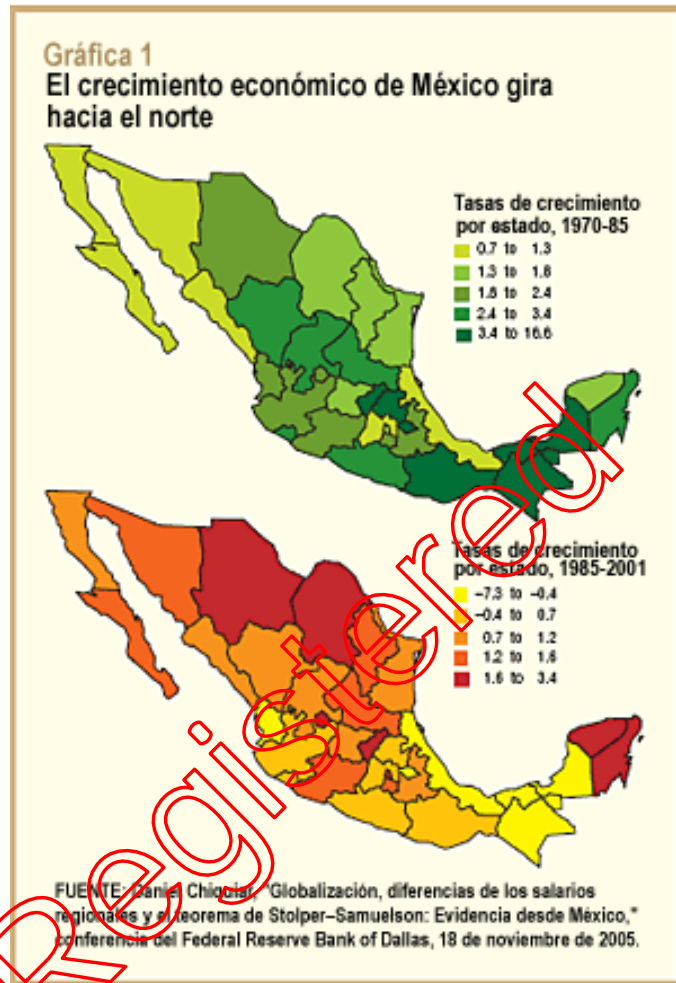 Gráfica 1
El crecimiento económico de México gira
hacia el norte
Tasas de crecimiento
por estado, 1970-85
0.7 to 1.3
1.3 to 1.8
1.8 to 2.4
2.4 to 3.4
3.4 to 16.6
Tasas de crecimiento
por estado, 1985-2001
–7.3 to –0.4
–0.4 to 0.7
0.7 to 1.2
1.2 to 1.6
1.6 to 3.4
FUENTE: Daniel Chiquiar, "Globalización, diferencias de los salarios
regionales y el teorema de Stolper–Samuelson: Evidencia desde México,"
conferencia del Federal Reserve Bank of Dallas, 18 de noviembre de 2005.
Registered